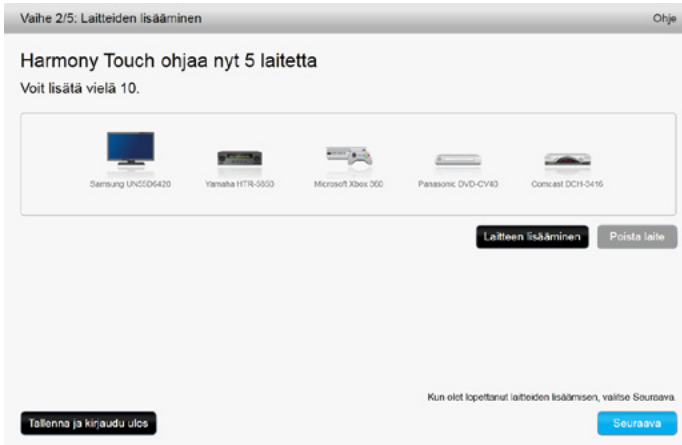 Vaihe 2/5: Laitteiden lisääminen
Ohje
Harmony Touch ohjaa nyt 5 laitetta
Voit lisätä vielä 10.
Samsung UN55D6420
Yamaha HTR-5850
Microsoft Xbox 360
Panasonic DVD-CV40
Comcast DCH-3416
Laitteen lisääminen
Poista laite
Kun olet lopettanut laitteiden lisäämisen, valitse Seuraava.
Tallenna ja kirjaudu ulos
Seuraava